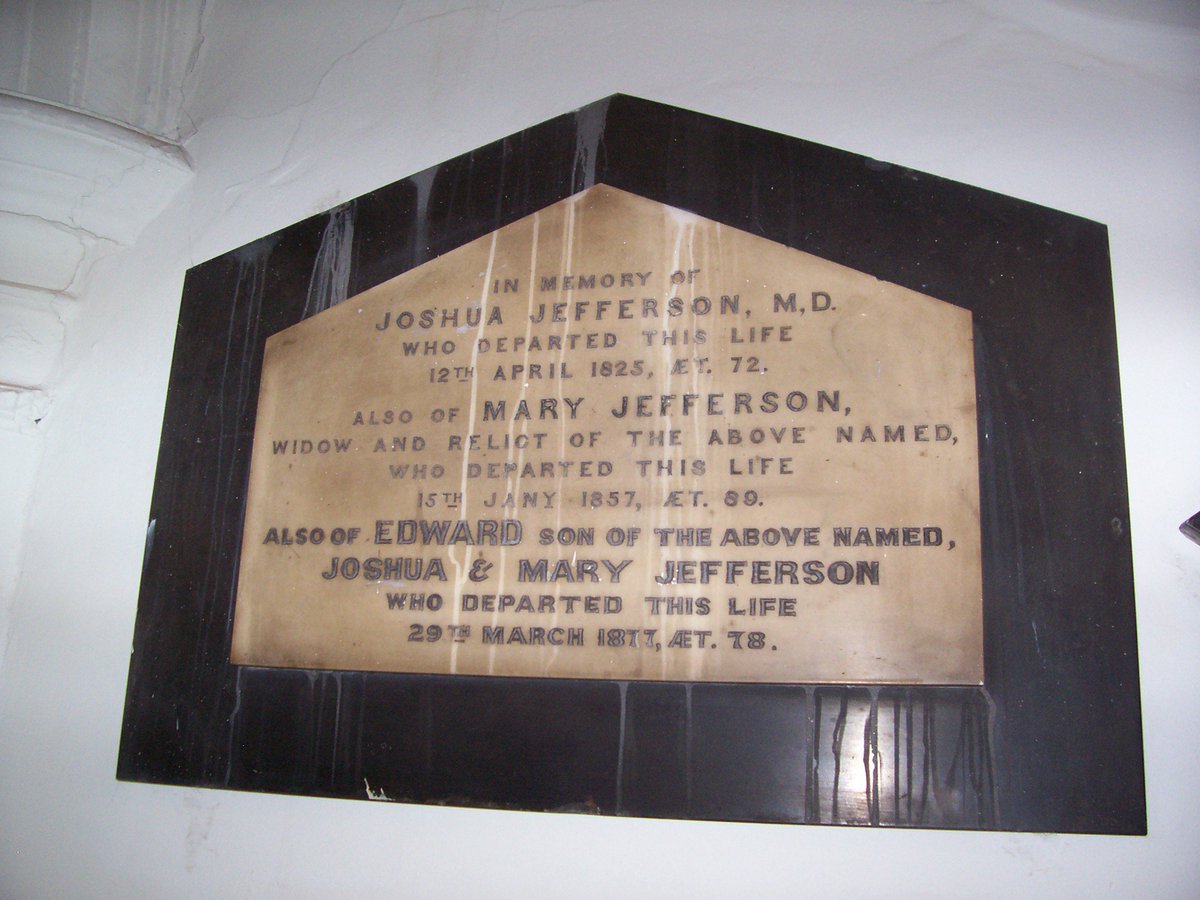 IN MEMORY OF
JOSHUA JEFFERSON, M,D.
WHO DEPARTED THIS LIFE
12TH APRIL 1825, ÆT. 72.
ALSO OF MARY JEFFERSON,
WIDOW AND RELICT OF THE ABOVE NAMED,
WHO DEPARTED THIS LIFE
15TH JANY 1857, ÆT. 89.
ALSO OF EDWARD SON OF THE ABOVE NAMED,
JOSHUA & MARY JEFFERSON
WHO DEPARTED THIS LIFE
29TH MARCH 1877, ÆT. 78.